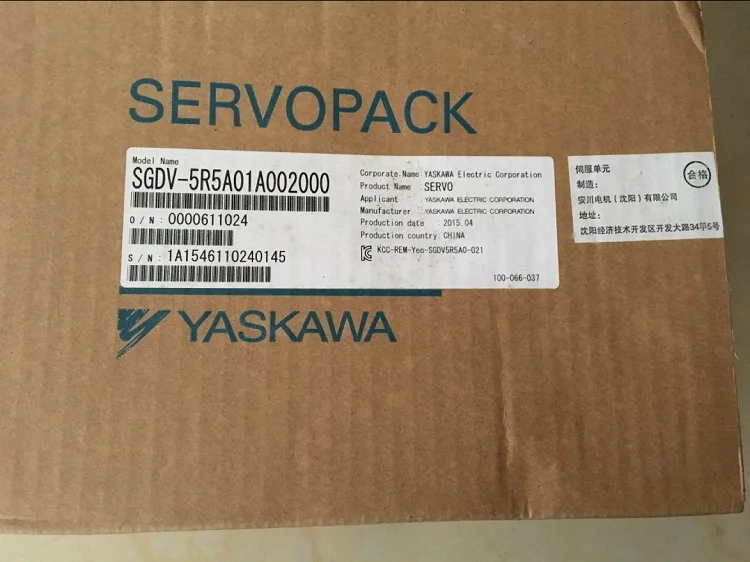 SERVOPACK
Model Name :
SGDV-5R5A01A002000
O/N: 0000611024
S/N: 1A1546110240145
Corporate Name: YASKAWA Electric Corporation
Product Name : SERVO
Applicant : YASKAWA ELECTRIC CORPORATION
Manufacturer : YASKAWA ELECTRIC CORPORATION
Production date : 2015.04
Production country: CHINA
KCC-REM-Yec-SGDV5R5A0-021
100-066-037
伺服单元
合格
制造:
安川电机(沈阳)有限公司
地址:
沈阳经济技术开发区开发大路34甲5号
YASKAWA